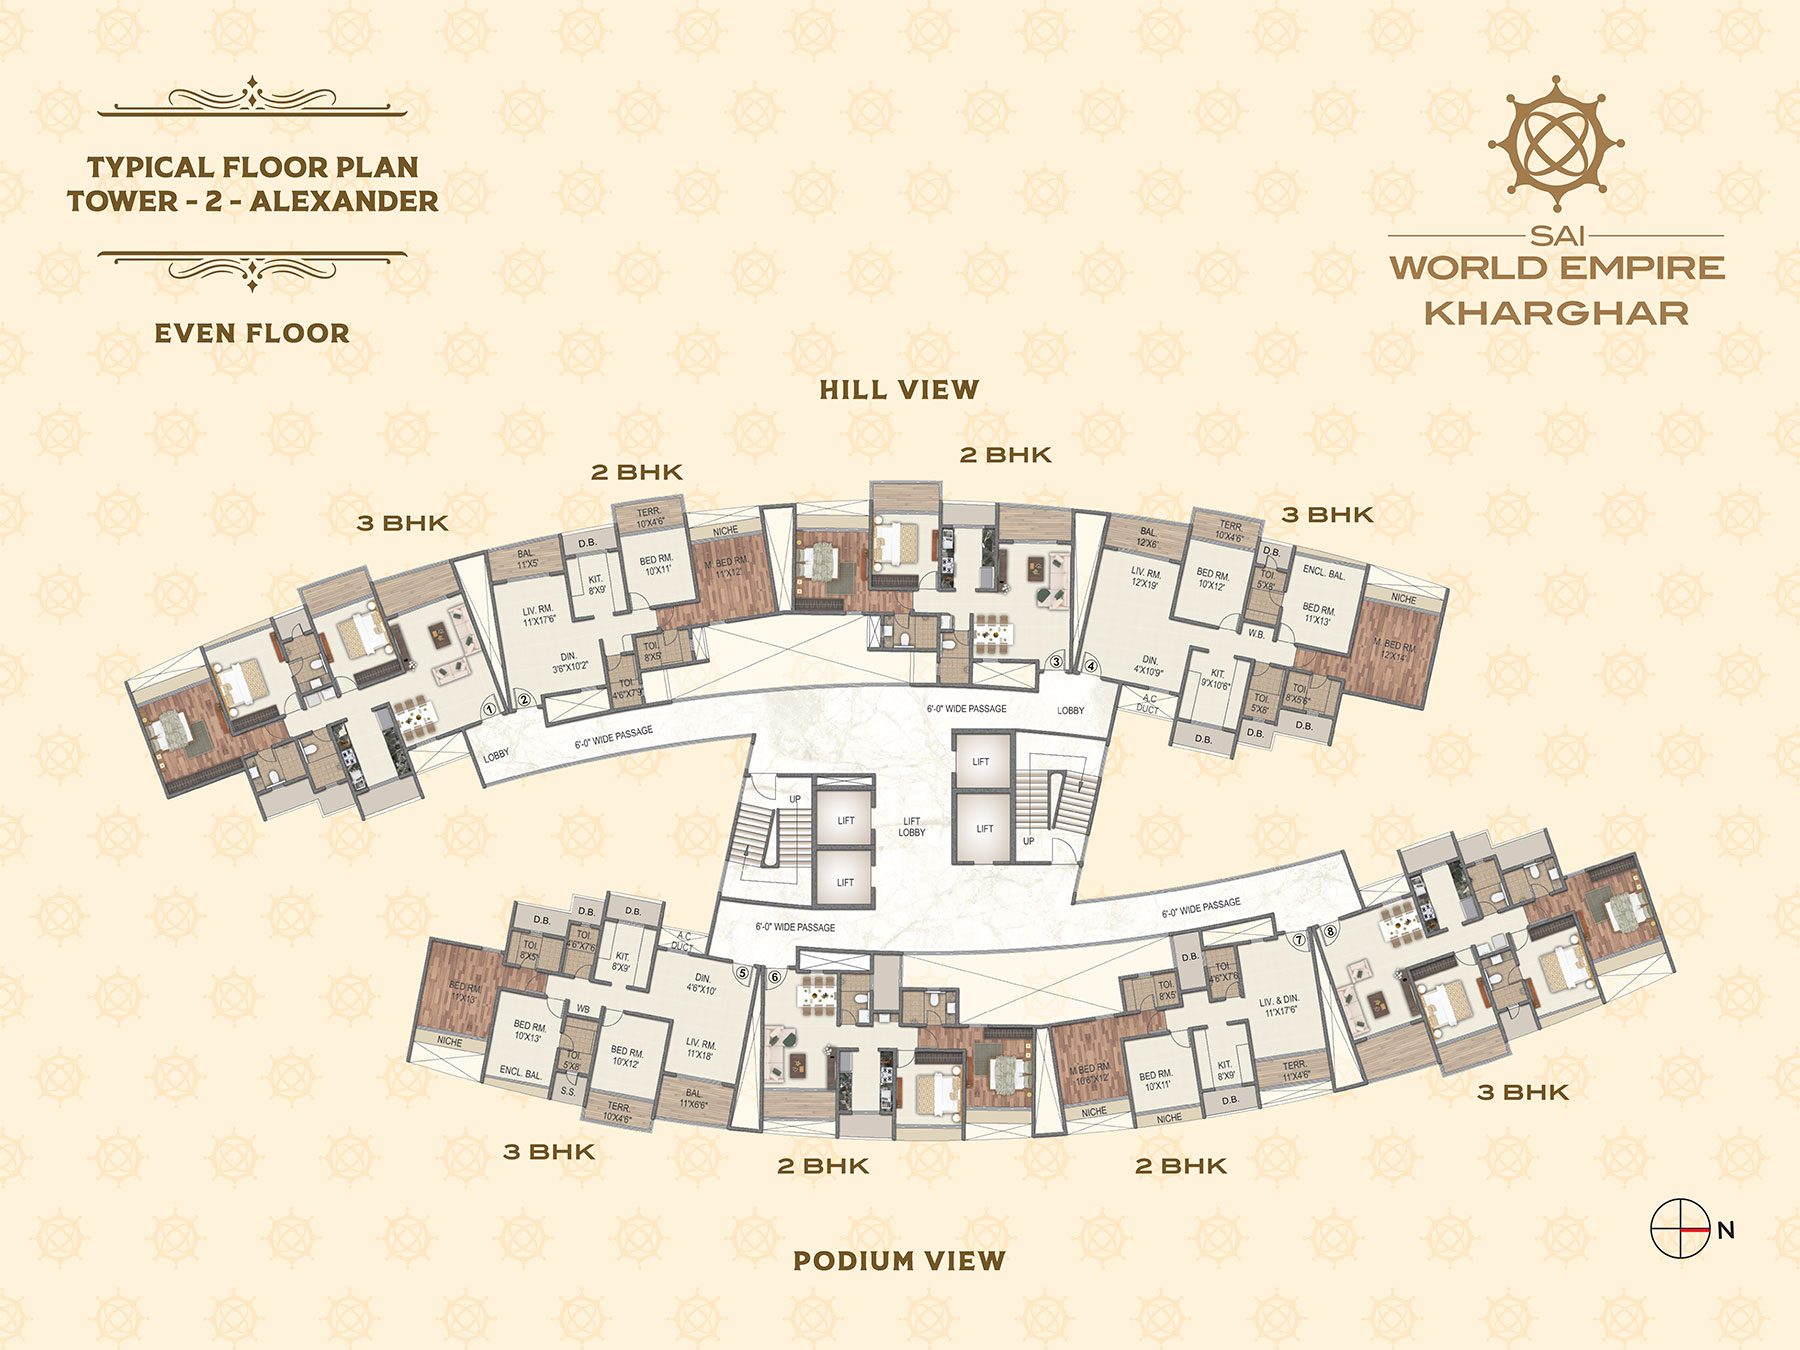 TYPICAL FLOOR PLAN
TOWER - 2 - ALEXANDER
EVEN FLOOR
SAI
WORLD EMPIRE
KHARGHAR
HILL VIEW
3 BHK
2 BHK
2 BHK
3 BHK
BAL.
11'X5'
D.B.
TERR.
10'X4'6"
NICHE
KIT.
8'X9'
BED RM.
10'X11'
M. BED RM.
11'X12'
LIV. RM.
11'X17'6"
DIN.
3'6"X10'2"
TOI.
8'X5'
TOI.
4'6"X7'9"
1
2
LOBBY
6'-0" WIDE PASSAGE
3
4
BAL.
12'X6'
TERR.
10'X4'6"
D.B.
ENCL. BAL.
NICHE
LIV. RM.
12'X19'
BED RM.
10'X12'
TOI.
5'X8'
BED RM.
11'X13'
M. BED RM.
12'X14'
W.B.
DIN.
4'X10'9"
KIT.
9'X10'6"
TOI.
5'X8'
TOI.
8'X5'6"
A.C
DUCT
D.B.
D.B.
D.B.
6'-0" WIDE PASSAGE
LOBBY
LIFT
LIFT
UP
LIFT
LIFT
LIFT
LOBBY
UP
6'-0" WIDE PASSAGE
6'-0" WIDE PASSAGE
D.B.
D.B.
D.B.
TOI.
8'X5'
TOI.
4'6"X7'6
KIT.
8'X9'
A.C
DUCT
5
6
BED RM.
11'X13'
DIN.
4'6"X10'
WB
BED RM.
10'X13'
TOI.
5'X8'
BED RM.
10'X12'
LIV. RM.
11'X18'
NICHE
ENCL. BAL.
S.S.
TERR.
10'X4'6"
BAL.
11'X6'6"
D.B.
TOI.
8'X5'
TOI.
4'6"X7'6
LIV. & DIN.
11'X17'6"
7
8
M.BED RM.
10'6"X12'
BED RM.
10'X11'
KIT.
8'X9'
TERR.
11'X4'6"
NICHE
NICHE
D.B.
3 BHK
2 BHK
2 BHK
3 BHK
PODIUM VIEW
N